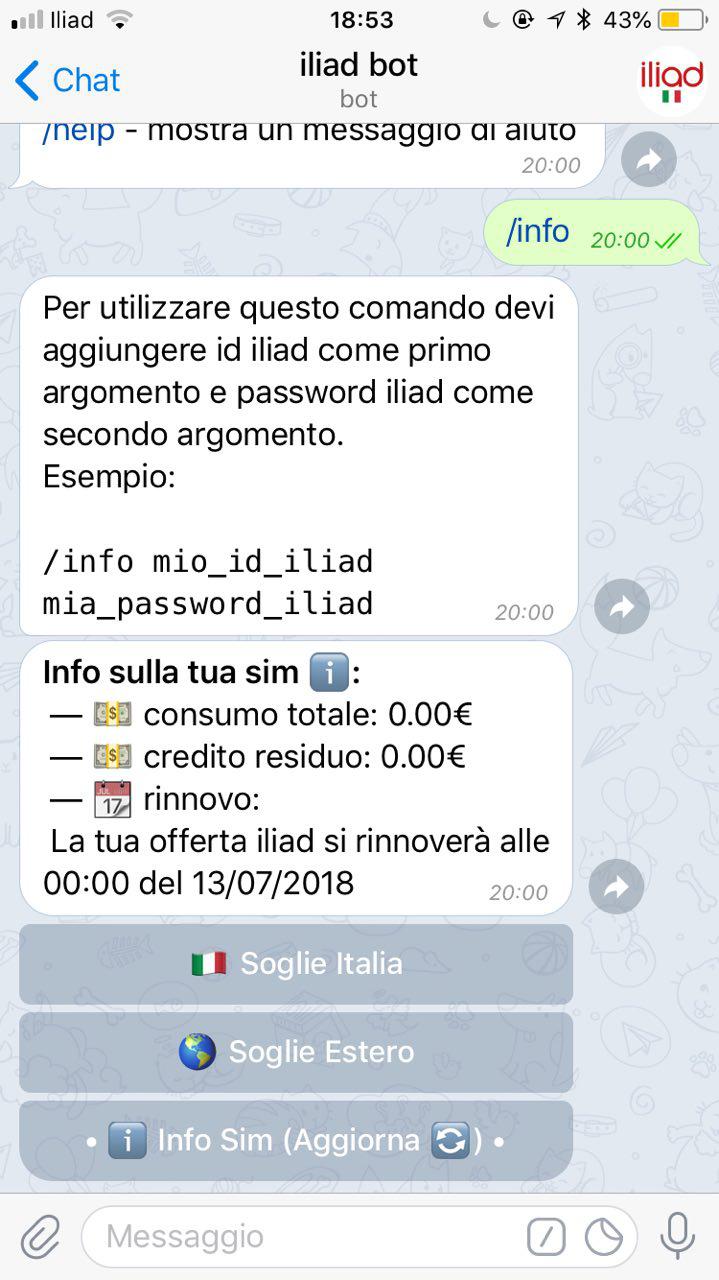 Iliad 18:53 43%
Chat iliad bot iliad
bot
/help - mostra un messaggio di aiuto
20:00
/info 20:00
Per utilizzare questo comando devi
aggiungere id iliad come primo
argomento e password iliad come
secondo argomento.
Esempio:
/info mio_id_iliad
mia_password_iliad 20:00
Info sulla tua sim ℹ️:
— 💵 consumo totale: 0.00€
— 💵 credito residuo: 0.00€
— 📅 rinnovo:
La tua offerta iliad si rinnoverà alle
00:00 del 13/07/2018 20:00
🇮🇹 Soglie Italia
🌎 Soglie Estero
• ℹ️ Info Sim (Aggiorna 🔄) •
Messaggio